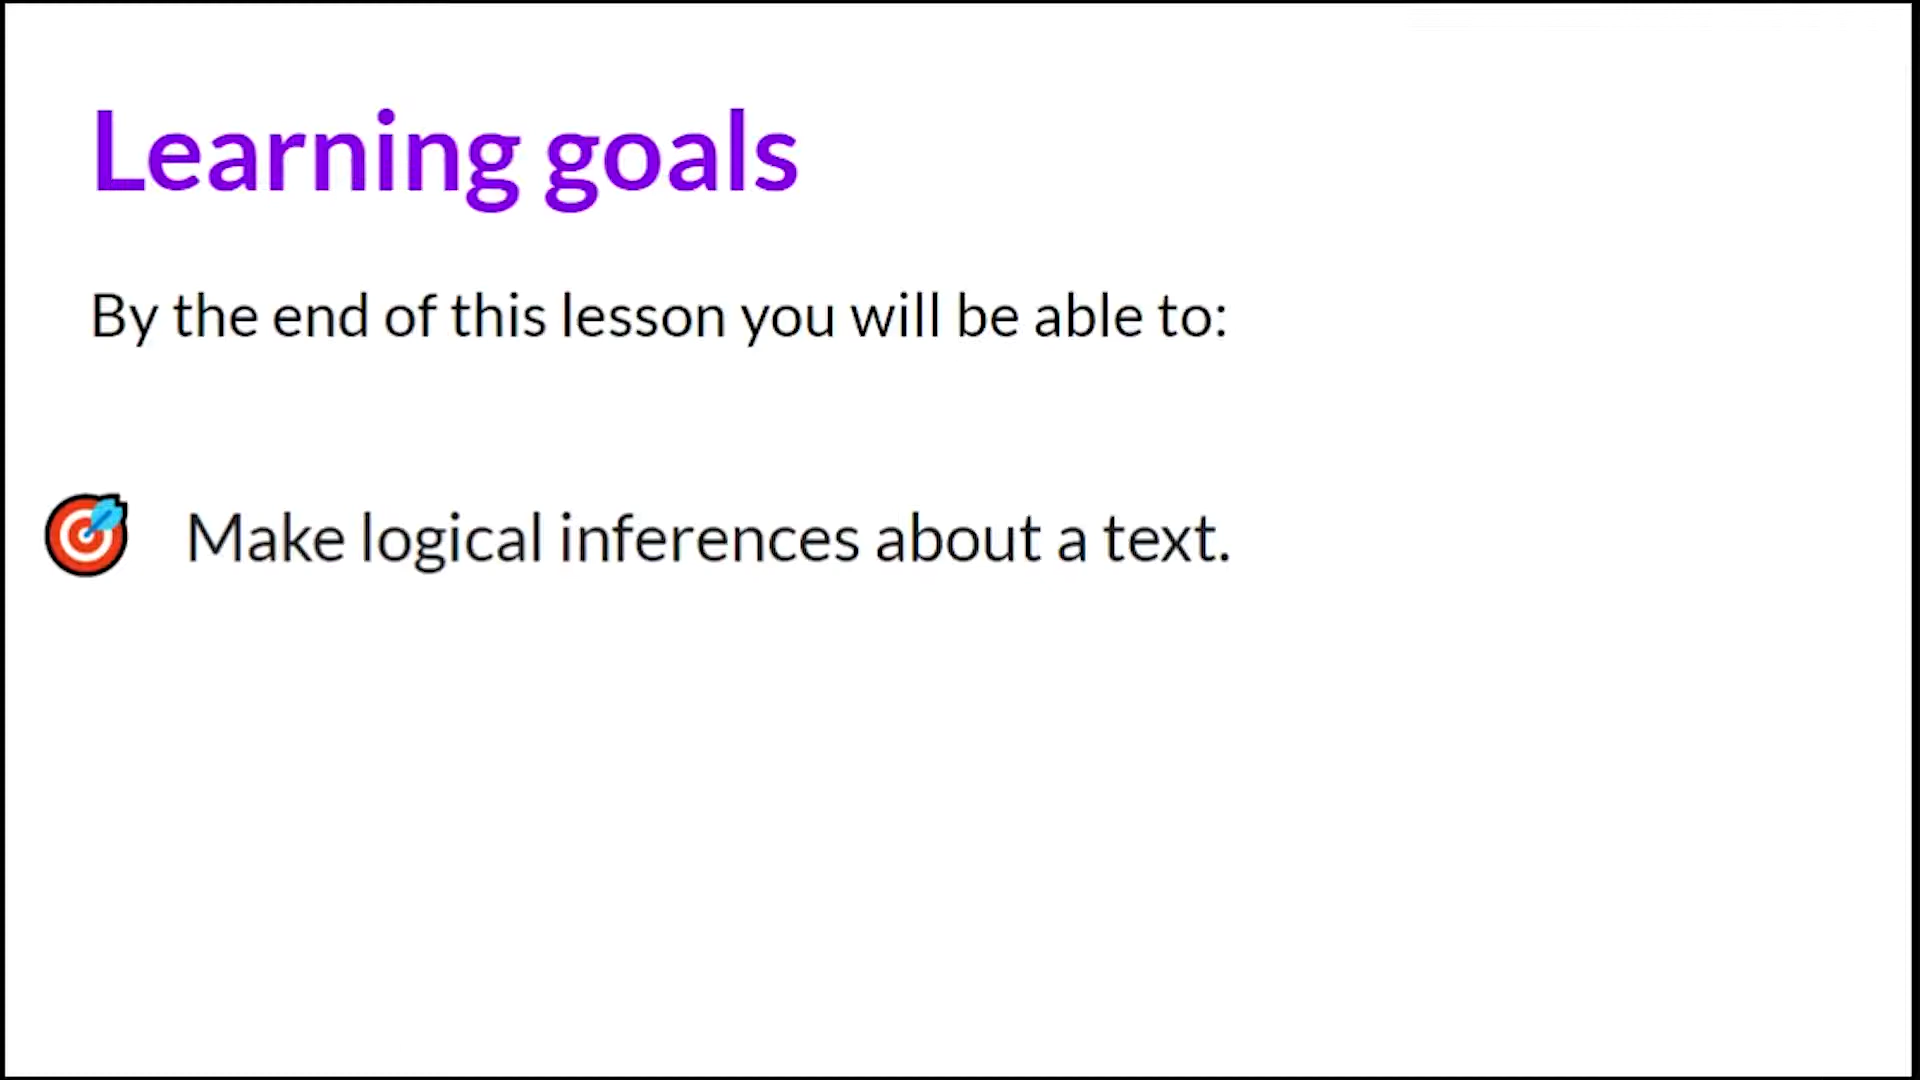 Learning goals
By the end of this lesson you will be able to:
Make logical inferences about a text.